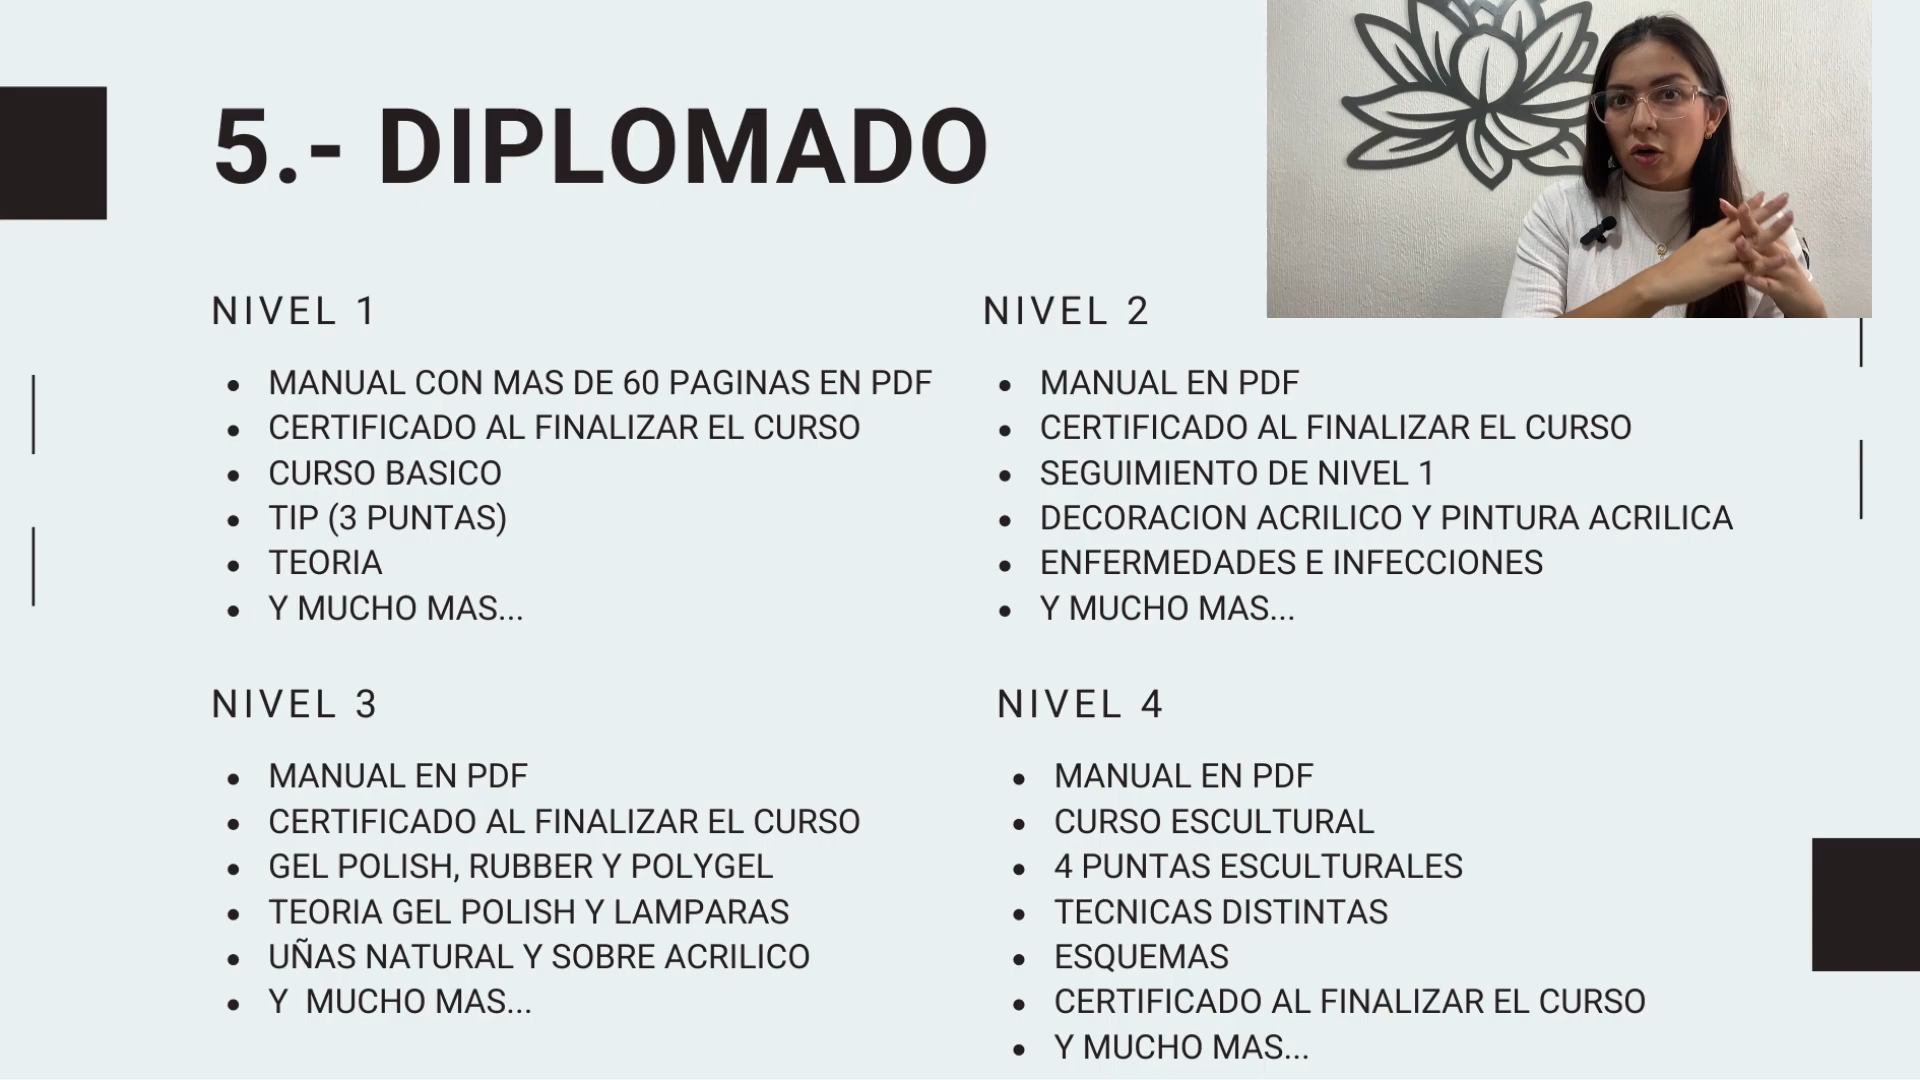 5.- DIPLOMADO
NIVEL 1
MANUAL CON MAS DE 60 PAGINAS EN PDF
CERTIFICADO AL FINALIZAR EL CURSO
CURSO BASICO
TIP (3 PUNTAS)
TEORIA
Y MUCHO MAS...
NIVEL 2
MANUAL EN PDF
CERTIFICADO AL FINALIZAR EL CURSO
SEGUIMIENTO DE NIVEL 1
DECORACION ACRILICO Y PINTURA ACRILICA
ENFERMEDADES E INFECCIONES
Y MUCHO MAS...
NIVEL 3
MANUAL EN PDF
CERTIFICADO AL FINALIZAR EL CURSO
GEL POLISH, RUBBER Y POLYGEL
TEORIA GEL POLISH Y LAMPARAS
UÑAS NATURAL Y SOBRE ACRILICO
Y  MUCHO MAS...
NIVEL 4
MANUAL EN PDF
CURSO ESCULTURAL
4 PUNTAS ESCULTURALES
TECNICAS DISTINTAS
ESQUEMAS
CERTIFICADO AL FINALIZAR EL CURSO
Y MUCHO MAS...